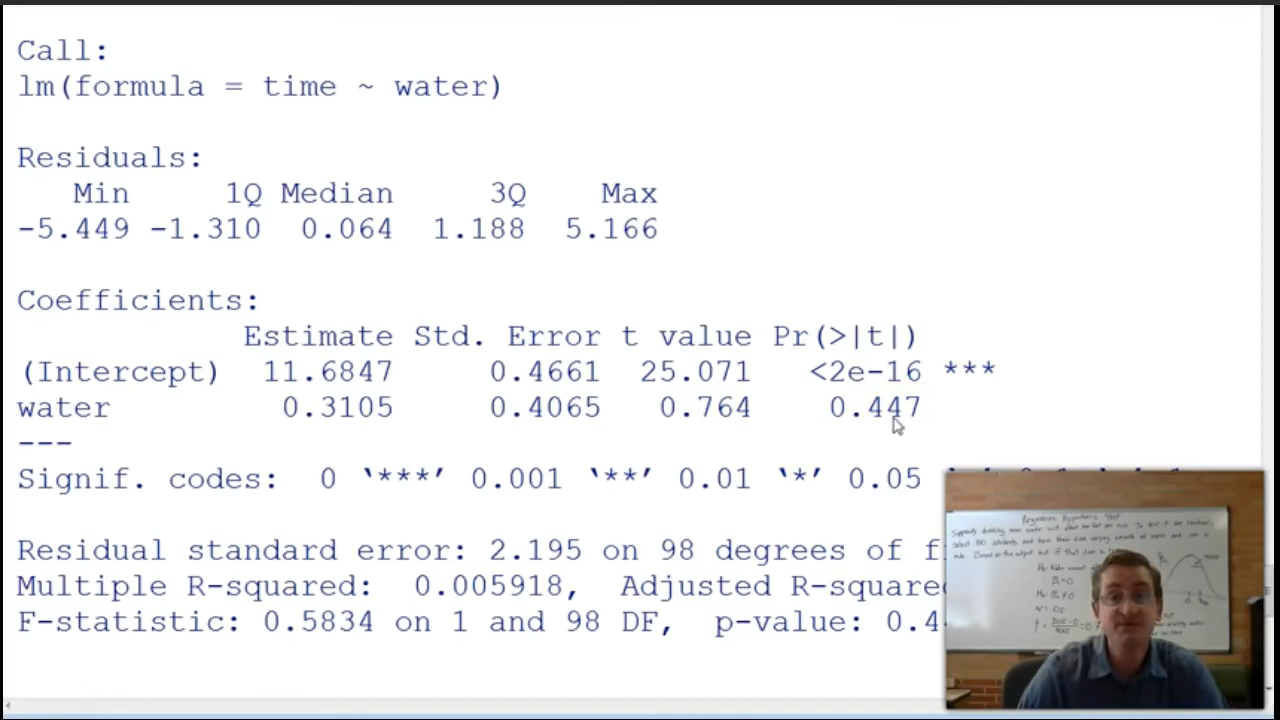 Call:
lm(formula = time ~ water)
Residuals:
Min 1Q Median 3Q Max
-5.449 -1.310 0.064 1.188 5.166
Coefficients:
Estimate Std. Error t value Pr(>|t|)
(Intercept) 11.6847 0.4661 25.071 <2e-16 ***
water 0.3105 0.4065 0.764 0.447
---
Signif. codes: 0 ‘***’ 0.001 ‘**’ 0.01 ‘*’ 0.05
Residual standard error: 2.195 on 98 degrees of f
Multiple R-squared: 0.005918, Adjusted R-square
F-statistic: 0.5834 on 1 and 98 DF, p-value: 0.4
Regression Hypothesis Test